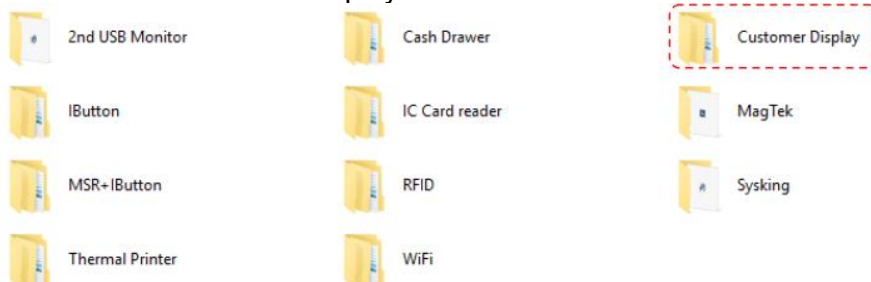 2nd USB Monitor Cash Drawer Customer Display
IButton IC Card reader MagTek
MSR+IButton RFID Sysking
Thermal Printer WiFi